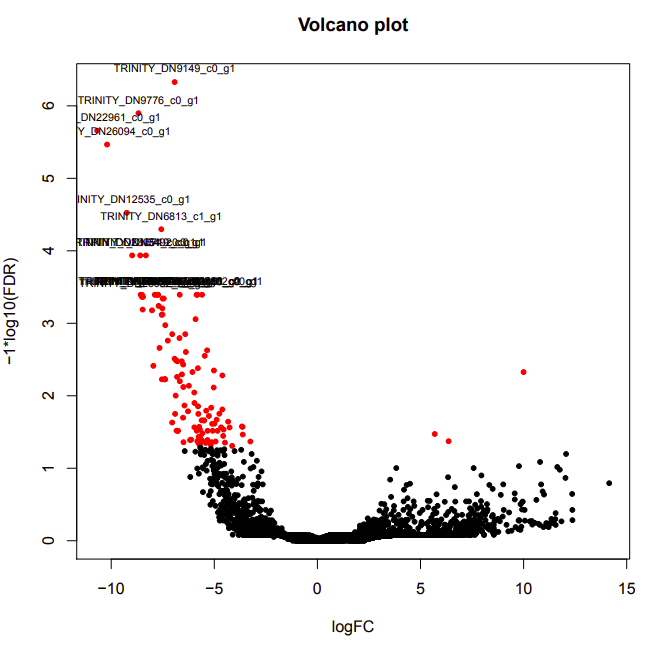 Volcano plot
TRINITY_DN9149_c0_g1
TRINITY_DN9776_c0_g1
_DN22961_c0_g1
Y_DN26094_c0_g1
INITY_DN12535_c0_g1
TRINITY_DN6813_c1_g1
6
5
4
3
2
1
0
−1*log10(FDR)
−10
−5
0
5
10
15
logFC